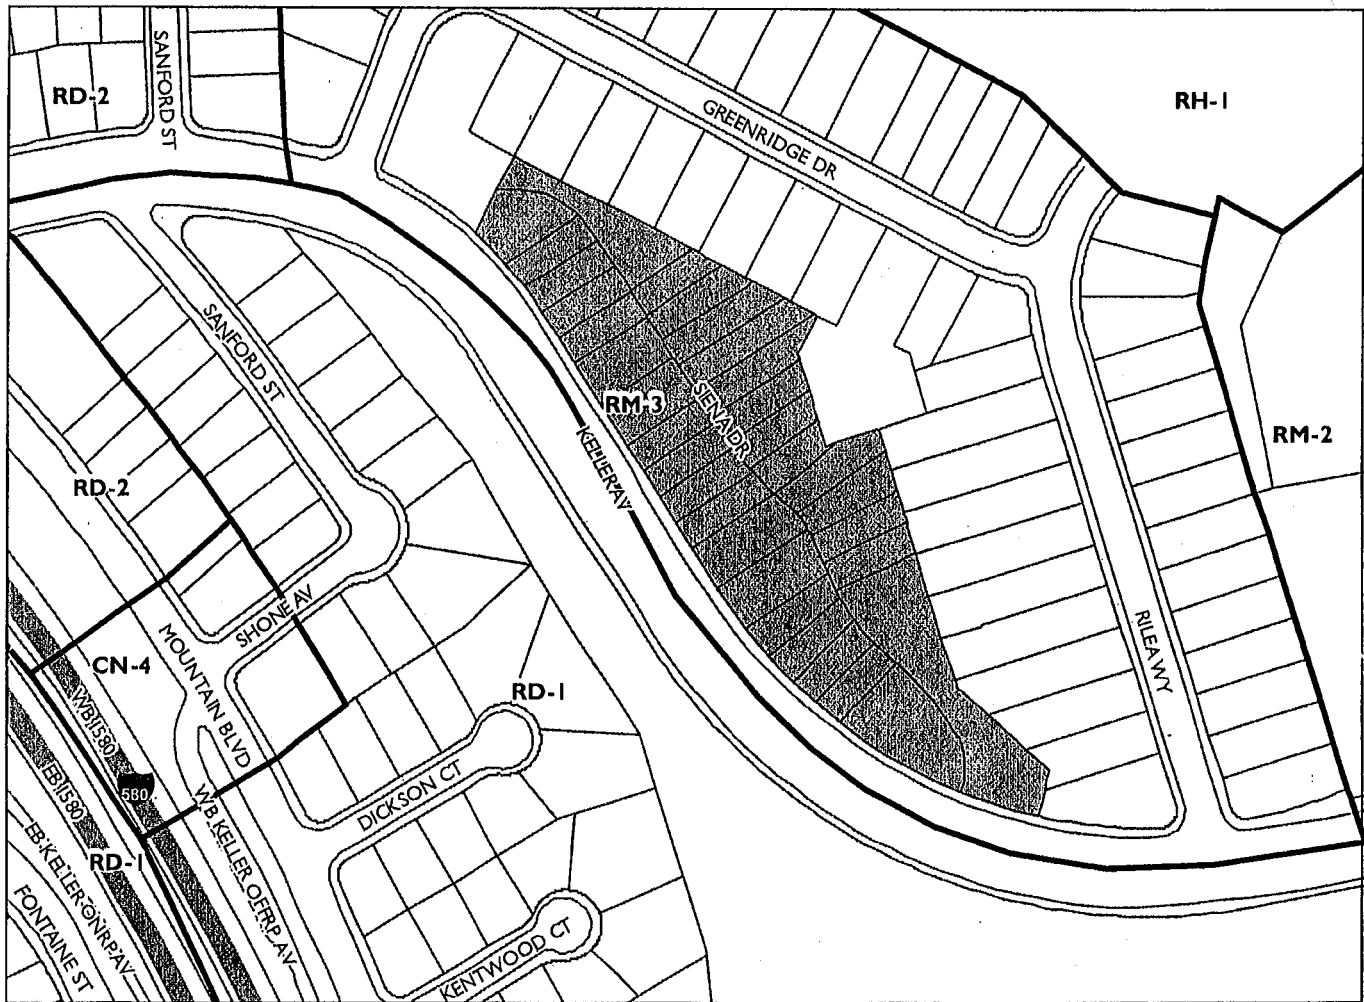 SANFORD ST
RD-2
RH-1
GREENRIDGE DR
SANFORD ST
RM-3
SIENA DR
KELLER AV
RM-2
RD-2
SHONE AV
MOUNTAIN BLVD
CN-4
RILEA WY
RD-1
WB I580
EB I580
580
DICKSON CT
WB KELLER OFFRP AV
RD-1
EB KELLER ONRP AV
FONTAINE ST
KENTWOOD CT